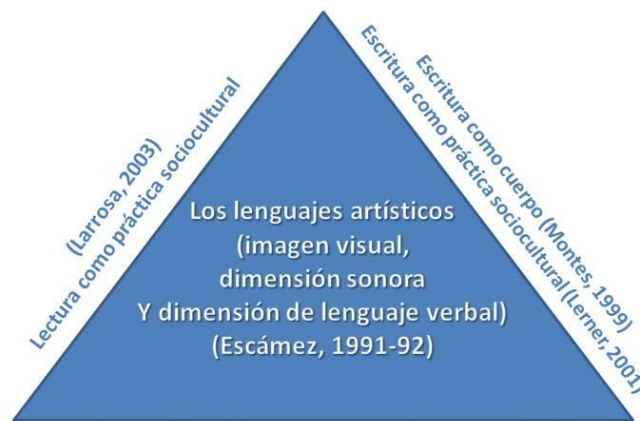 (Larrosa, 2003)
Lectura como práctica sociocultural
Escritura como cuerpo (Montes, 1999)
Escritura como práctica sociocultural (Lerner, 2001)
Los lenguajes artísticos
(imagen visual,
dimensión sonora
Y dimensión de lenguaje verbal)
(Escámez, 1991-92)